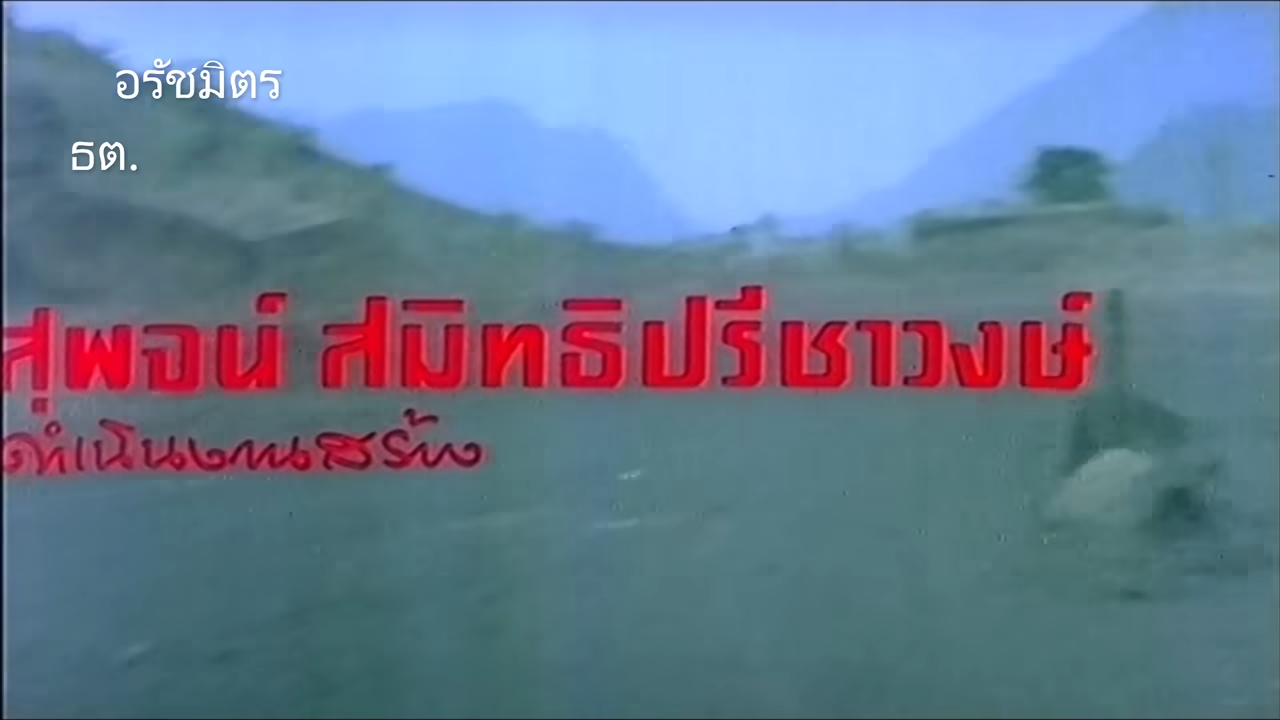 อรัชมิตร
ธต.
สุพจน์ สมิทธิปรีชาวงษ์
ดำเนินงานสร้าง